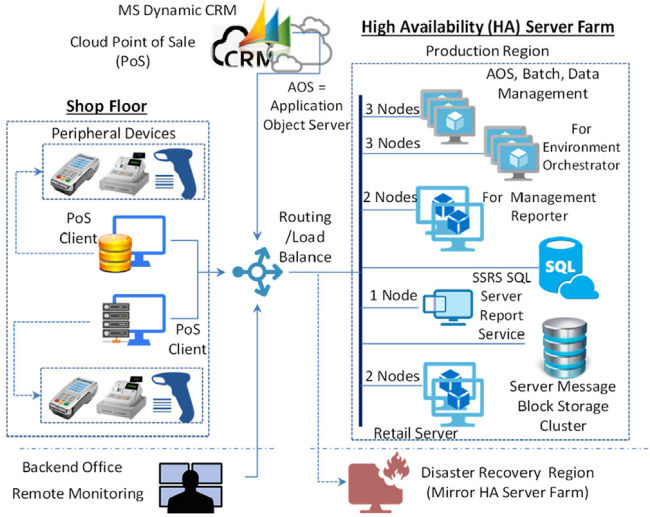 MS Dynamic CRM
Cloud Point of Sale
(PoS)
CRM
High Availability (HA) Server Farm
Production Region
AOS =
Application
Object Server
AOS, Batch, Data
Management
3 Nodes
3 Nodes
For
Environment
Orchestrator
2 Nodes
For Management
Reporter
Shop Floor
Peripheral Devices
PoS
Client
Routing
/Load
Balance
SQL
SSRS SQL
Server
Report
Service
1 Node
PoS
Client
2 Nodes
Server Message
Block Storage
Cluster
Retail Server
Backend Office
Remote Monitoring
Disaster Recovery Region
(Mirror HA Server Farm)